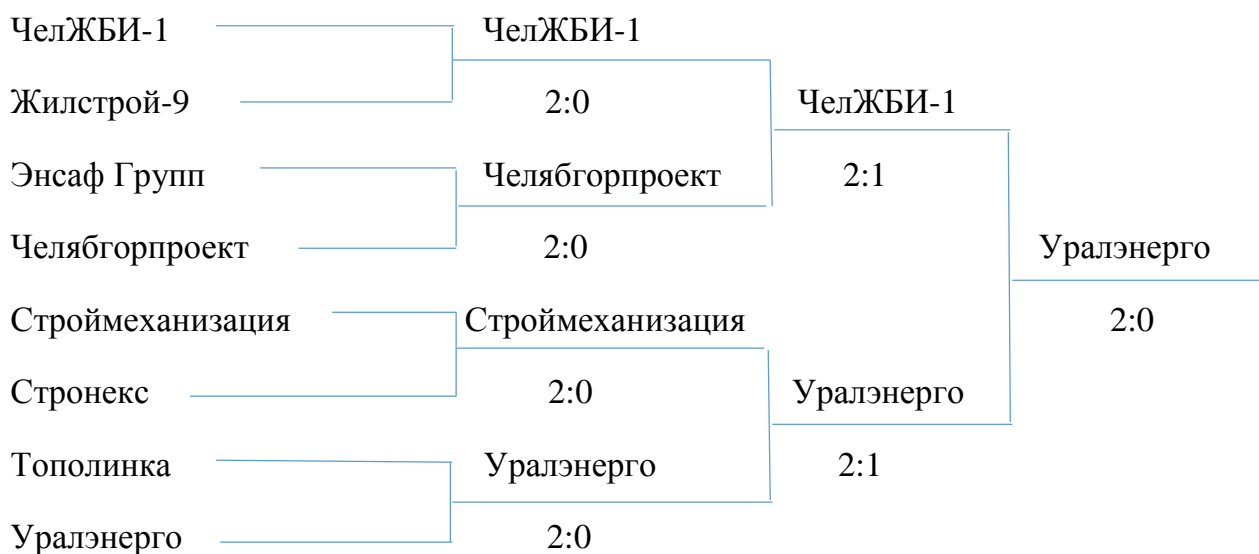 ЧелЖБИ-1 ЧелЖБИ-1
Жилстрой-9 2:0 ЧелЖБИ-1
Энсаф Групп Челябгорпроект 2:1
Челябгорпроект 2:0 Уралэнерго
Строймеханизация Строймеханизация 2:0
Стронекс 2:0 Уралэнерго
Тополинка Уралэнерго 2:1
Уралэнерго 2:0